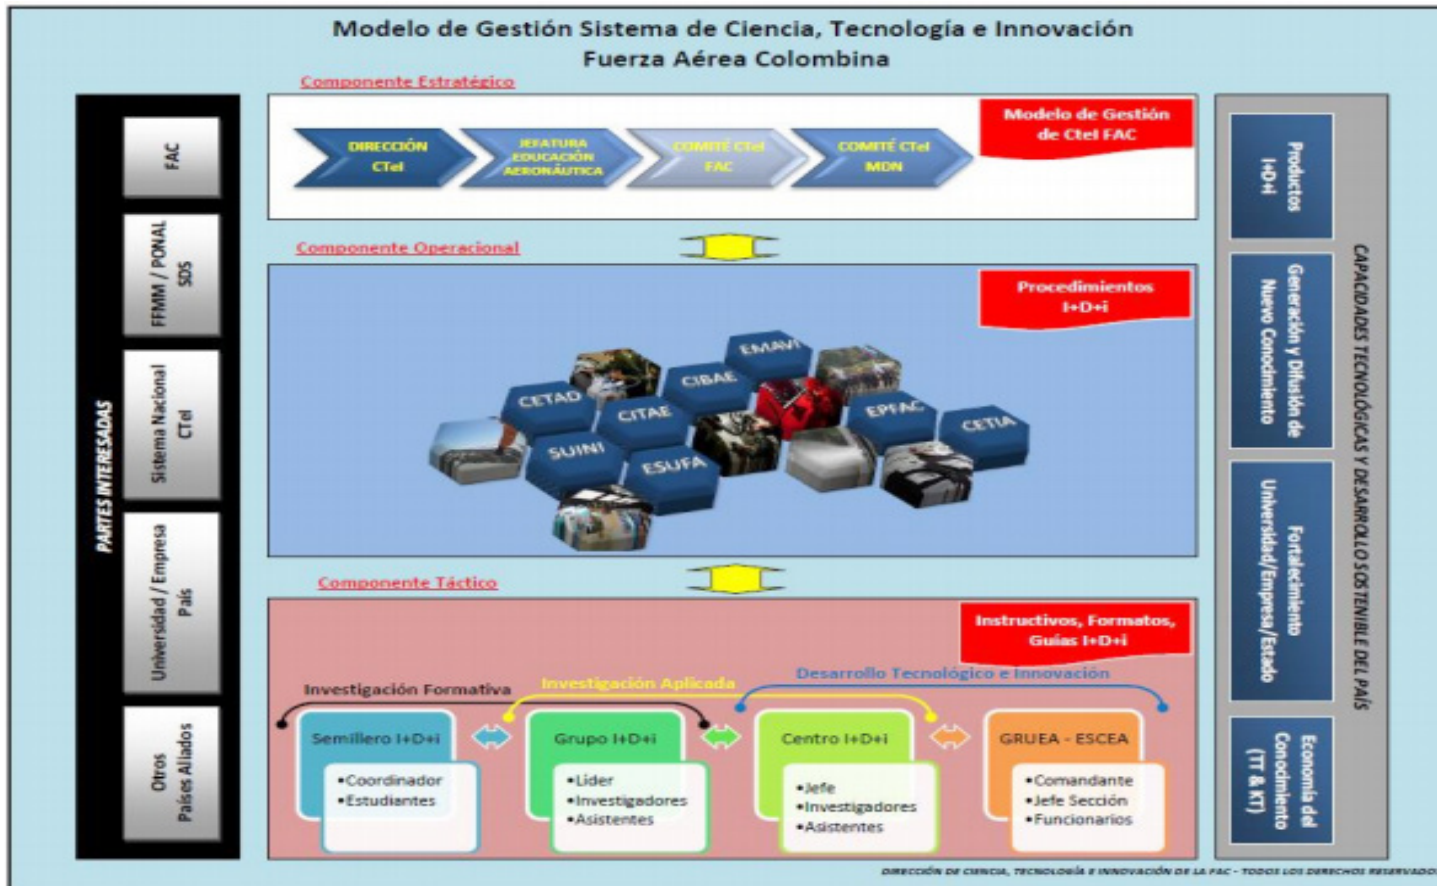 Modelo de Gestión Sistema de Ciencia, Tecnología e Innovación
Fuerza Aérea Colombina
Componente Estratégico
DIRECCIÓN
CTeI
JEFATURA
EDUCACIÓN
AERONÁUTICA
COMITÉ CTeI
FAC
COMITÉ CTeI
MDN
Modelo de Gestión
de CteI FAC
PARTES INTERESADAS
FAC
FFMM / PONAL
SDS
Sistema Nacional
CTeI
Universidad / Empresa
País
Otros
Países Aliados
Componente Operacional
Procedimientos
I+D+i
EMAVI
CIBAE
CETAD
CITAE
EPFAC
CETIA
SUINI
ESUFA
Componente Táctico
Instructivos, Formatos,
Guías I+D+i
Investigación Formativa
Investigación Aplicada
Desarrollo Tecnológico e Innovación
Semillero I+D+i
•Coordinador
•Estudiantes
Grupo I+D+i
•Líder
•Investigadores
•Asistentes
Centro I+D+i
•Jefe
•Investigadores
•Asistentes
GRUEA - ESCEA
•Comandante
•Jefe Sección
•Funcionarios
Productos
I+D+i
Generación y Difusión de
Nuevo Conocimiento
Fortalecimiento
Universidad/Empresa/Estado
Economía del
Conocimiento
(TT & KT)
CAPACIDADES TECNOLÓGICAS Y DESARROLLO SOSTENIBLE DEL PAÍS
DIRECCIÓN DE CIENCIA, TECNOLOGÍA E INNOVACIÓN DE LA FAC - TODOS LOS DERECHOS RESERVADO